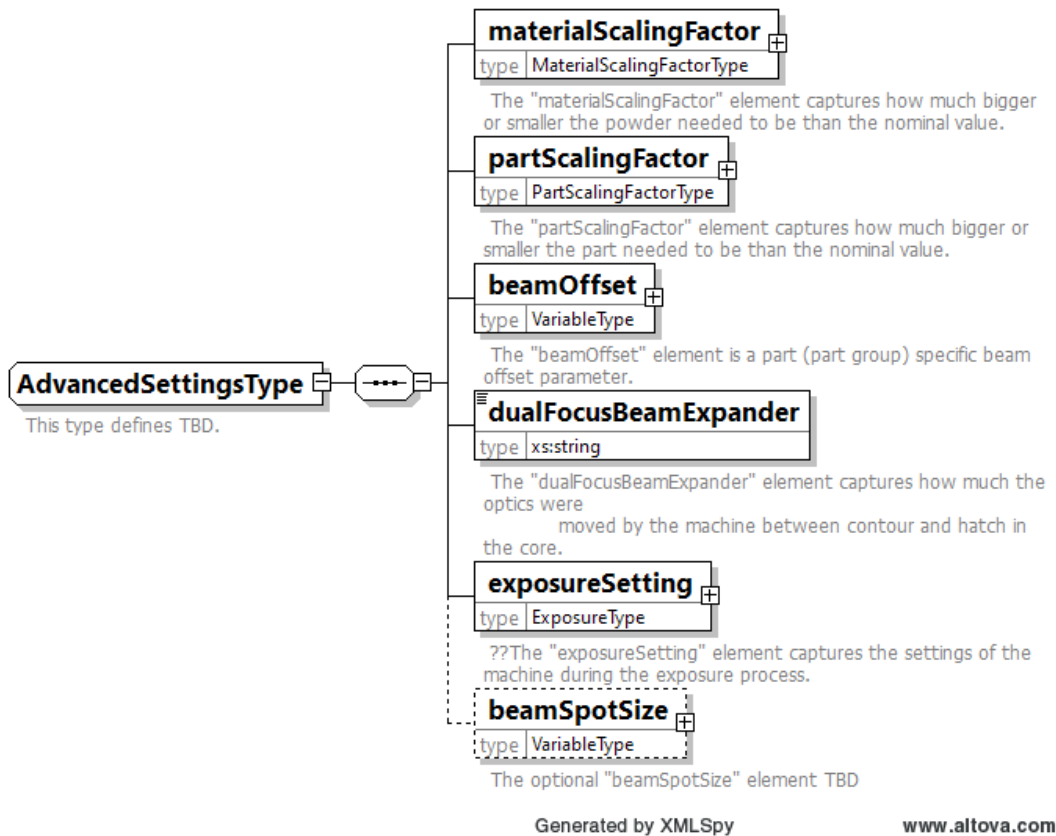 materialScalingFactor
type MaterialScalingFactorType
The "materialScalingFactor" element captures how much bigger
or smaller the powder needed to be than the nominal value.
partScalingFactor
type PartScalingFactorType
The "partScalingFactor" element captures how much bigger or
smaller the part needed to be than the nominal value.
beamOffset
type VariableType
The "beamOffset" element is a part (part group) specific beam
offset parameter.
AdvancedSettingsType
This type defines TBD.
dualFocusBeamExpander
type xs:string
The "dualFocusBeamExpander" element captures how much the
optics were
moved by the machine between contour and hatch in
the core.
exposureSetting
type ExposureType
??The "exposureSetting" element captures the settings of the
machine during the exposure process.
beamSpotSize
type VariableType
The optional "beamSpotSize" element TBD
Generated by XMLSpy www.altova.com